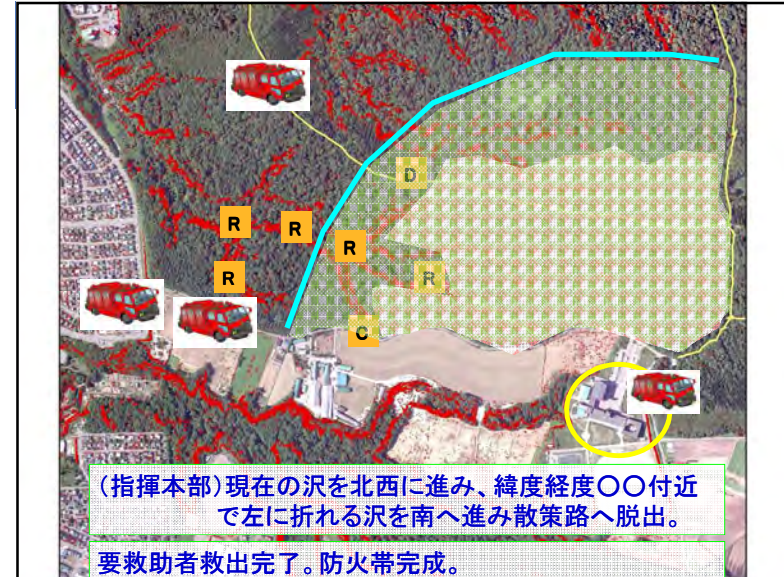 D
R
R
R
R
R
C
(指揮本部)現在の沢を北西に進み、緯度経度〇〇付近
で左に折れる沢を南へ進み散策路へ脱出。
要救助者救出完了。防火帯完成。